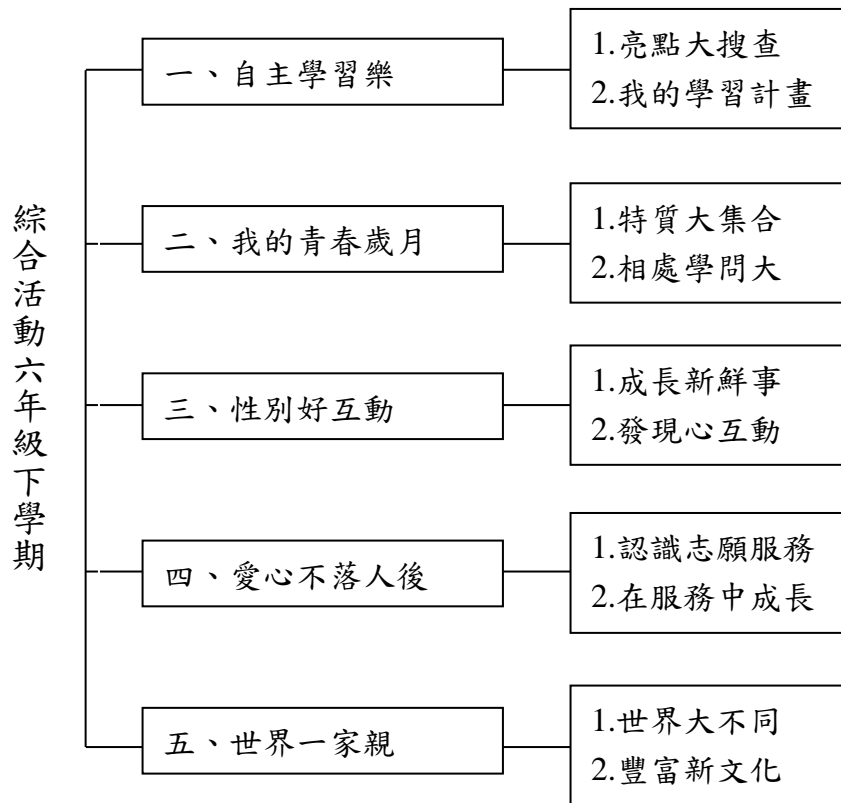 綜合活動六年級下學期
一、自主學習樂
1.亮點大搜查
2.我的學習計畫
二、我的青春歲月
1.特質大集合
2.相處學問大
三、性別好互動
1.成長新鮮事
2.發現心互動
四、愛心不落人後
1.認識志願服務
2.在服務中成長
五、世界一家親
1.世界大不同
2.豐富新文化